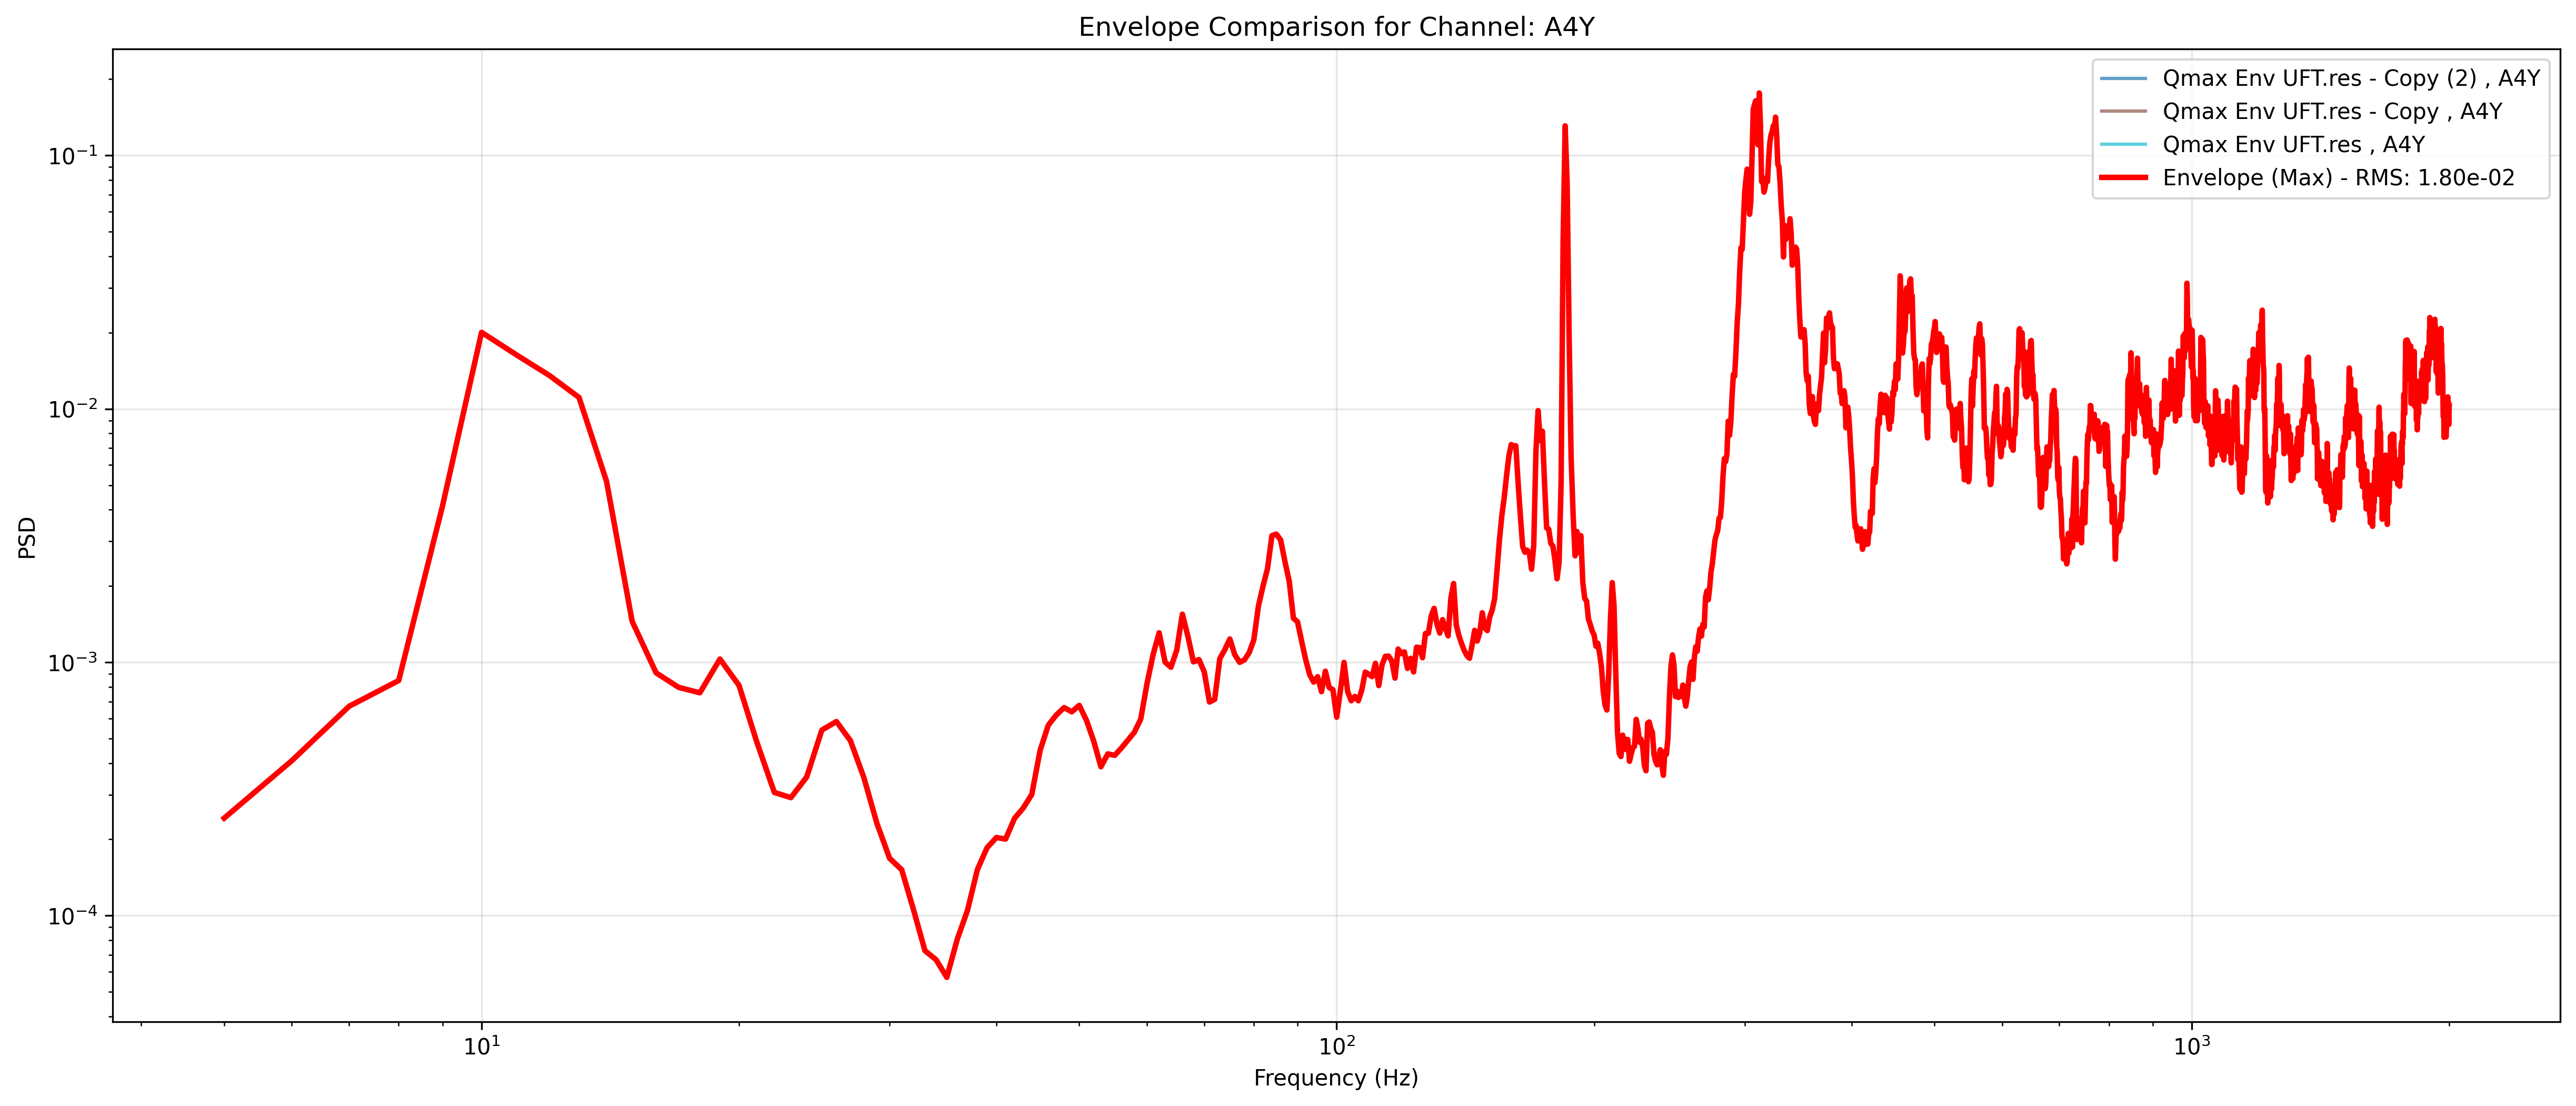 Envelope Comparison for Channel: A4Y
Qmax Env UFT.res - Copy (2) , A4Y
Qmax Env UFT.res - Copy , A4Y
Qmax Env UFT.res , A4Y
Envelope (Max) - RMS: 1.80e-02
PSD
10⁻¹
10⁻²
10⁻³
10⁻⁴
10¹ 10² 10³
Frequency (Hz)